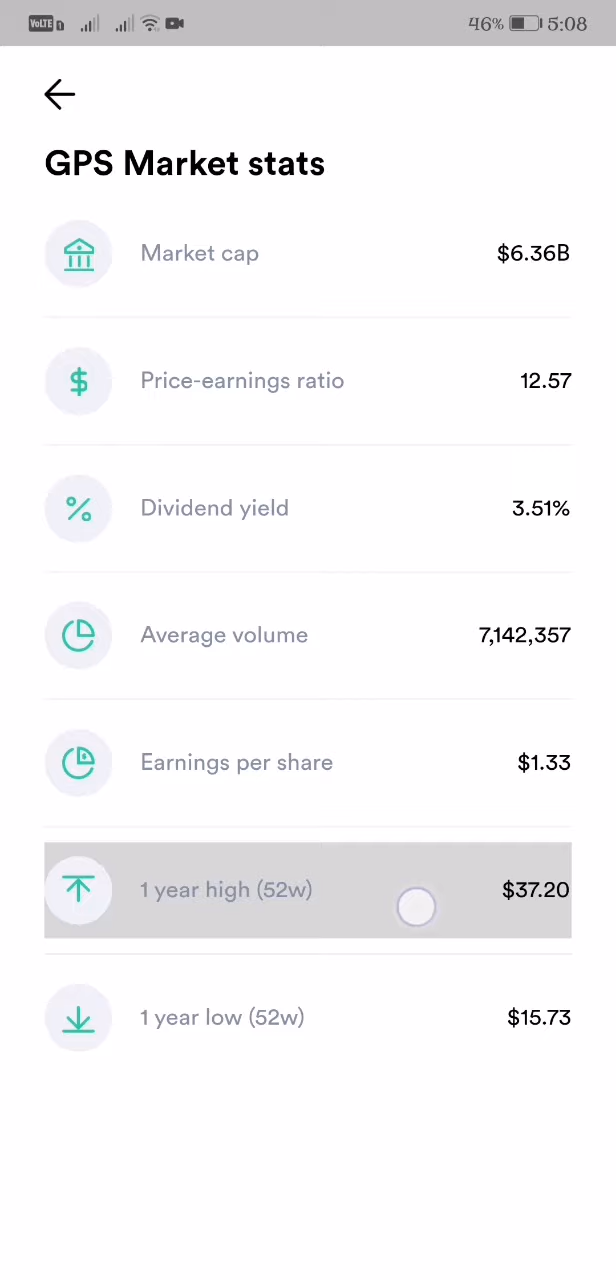 VoLTE 46% 5:08
GPS Market stats
Market cap $6.36B
Price-earnings ratio 12.57
Dividend yield 3.51%
Average volume 7,142,357
Earnings per share $1.33
1 year high (52w) $37.20
1 year low (52w) $15.73